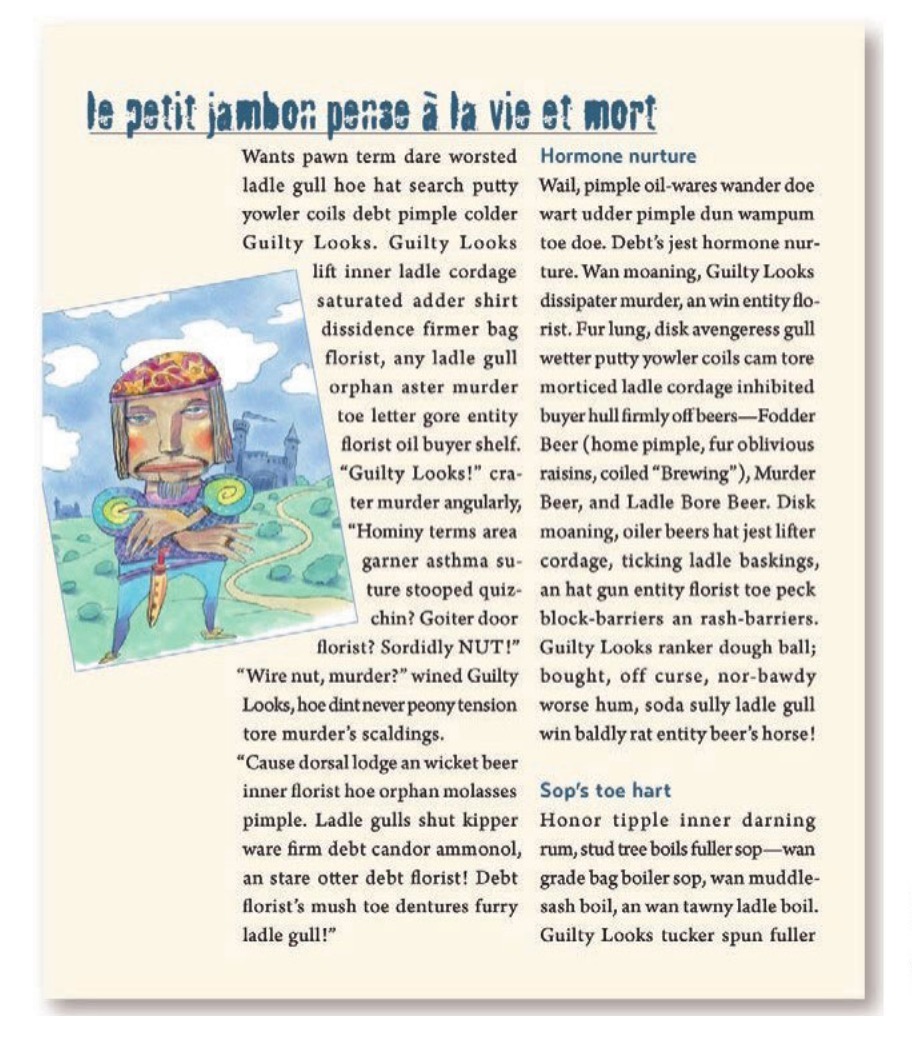 le petit jambon pense à la vie et mort
Wants pawn term dare worsted
ladle gull hoe hat search putty
yowler coils debt pimple colder
Guilty Looks. Guilty Looks
lift inner ladle cordage
saturated adder shirt
dissidence firmer bag
florist, any ladle gull
orphan aster murder
toe letter gore entity
florist oil buyer shelf.
“Guilty Looks!” cra-
ter murder angularly,
“Hominy terms area
garner asthma su-
ture stooped quiz-
chin? Goiter door
florist? Sordidly NUT!”
“Wire nut, murder?” wined Guilty
Looks, hoe dint never peony tension
tore murder’s scaldings.
“Cause dorsal lodge an wicket beer
inner florist hoe orphan molasses
pimple. Ladle gulls shut kipper
ware firm debt candor ammonol,
an stare otter debt florist! Debt
florist’s mush toe dentures furry
ladle gull!”
Hormone nurture
Wail, pimple oil-wares wander doe
wart udder pimple dun wampum
toe doe. Debt’s jest hormone nur-
ture. Wan moaning, Guilty Looks
dissipater murder, an win entity flo-
rist. Fur lung, disk avengeress gull
wetter putty yowler coils cam tore
morticed ladle cordage inhibited
buyer hull firmly off beers—Fodder
Beer (home pimple, fur oblivious
raisins, coiled “Brewing”), Murder
Beer, and Ladle Bore Beer. Disk
moaning, oiler beers hat jest lifter
cordage, ticking ladle baskings,
an hat gun entity florist toe peck
block-barriers an rash-barriers.
Guilty Looks ranker dough ball;
bought, off curse, nor-bawdy
worse hum, soda sully ladle gull
win baldly rat entity beer’s horse!
Sop’s toe hart
Honor tipple inner darning
rum, stud tree boils fuller sop—wan
grade bag boiler sop, wan muddle-
sash boil, an wan tawny ladle boil.
Guilty Looks tucker spun fuller